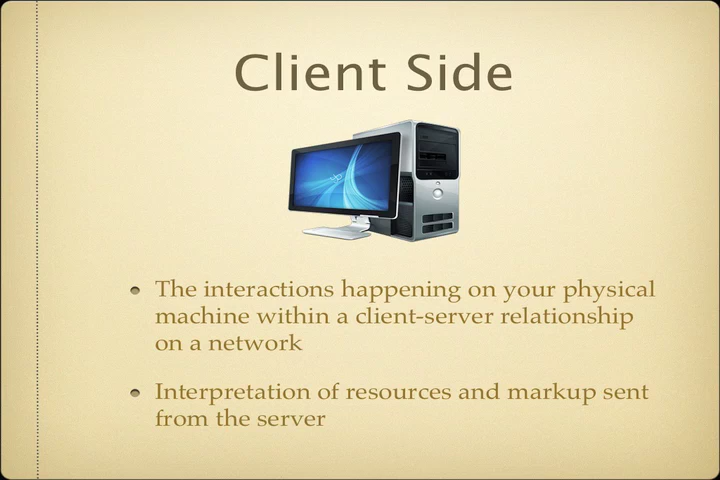 Client Side
The interactions happening on your physical
machine within a client-server relationship
on a network
Interpretation of resources and markup sent
from the server